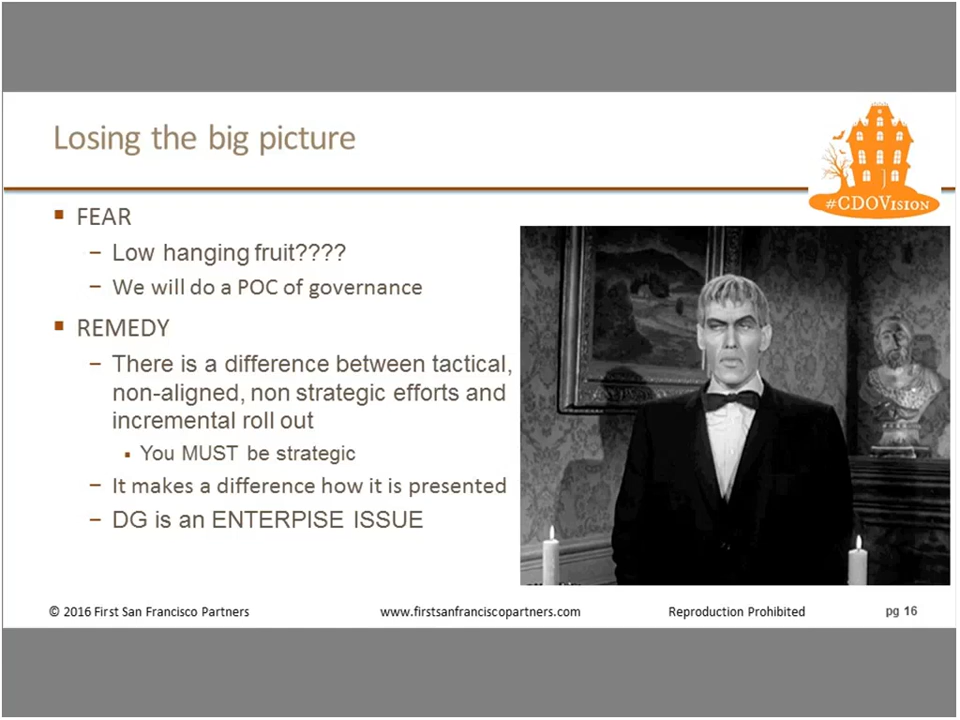 Losing the big picture
#CDOVISION
FEAR
Low hanging fruit????
We will do a POC of governance
REMEDY
There is a difference between tactical,
non-aligned, non strategic efforts and
incremental roll out
You MUST be strategic
It makes a difference how it is presented
DG is an ENTERPISE ISSUE
© 2016 First San Francisco Partners
www.firstsanfranciscopartners.com
Reproduction Prohibited
pg 16